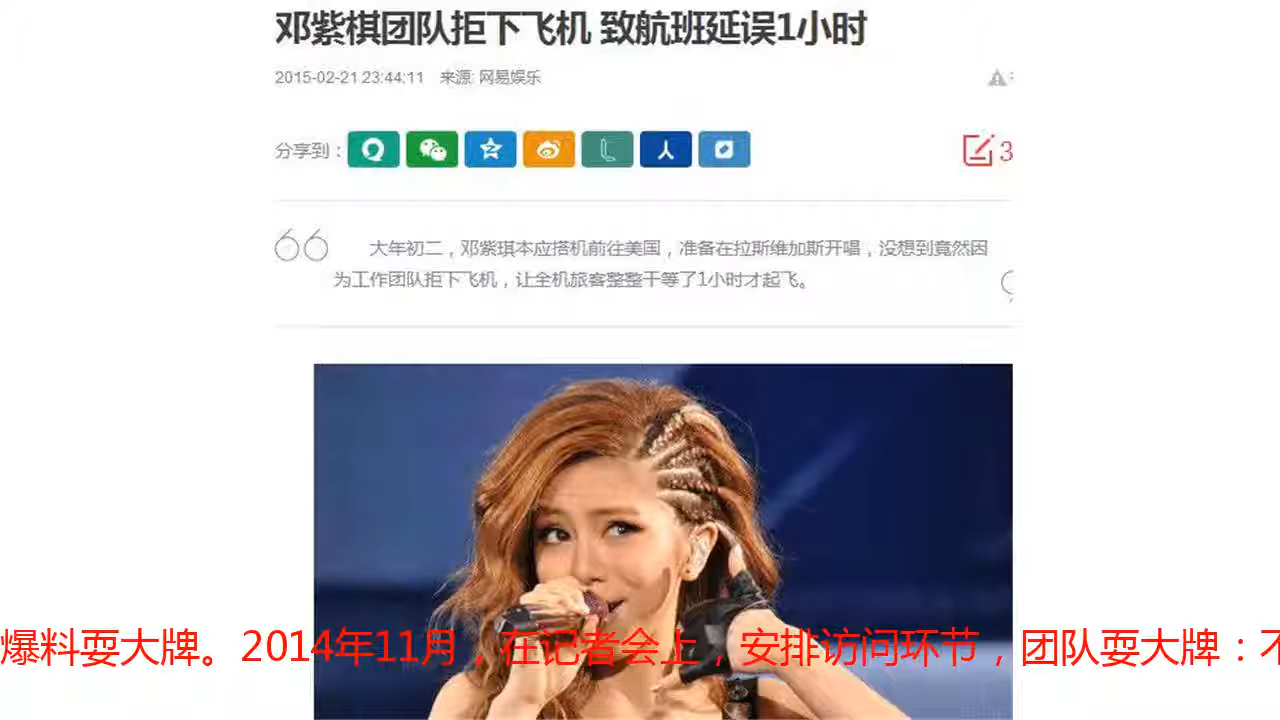 邓紫棋团队拒下飞机 致航班延误1小时
2015-02-21 23:44:11 来源: 网易娱乐
分享到：
3
大年初二，邓紫琪本应搭机前往美国，准备在拉斯维加斯开唱，没想到竟然因
为工作团队拒下飞机，让全机旅客整整干等了1小时才起飞。
爆料耍大牌。2014年11月，在记者会上，安排访问环节，团队耍大牌：不